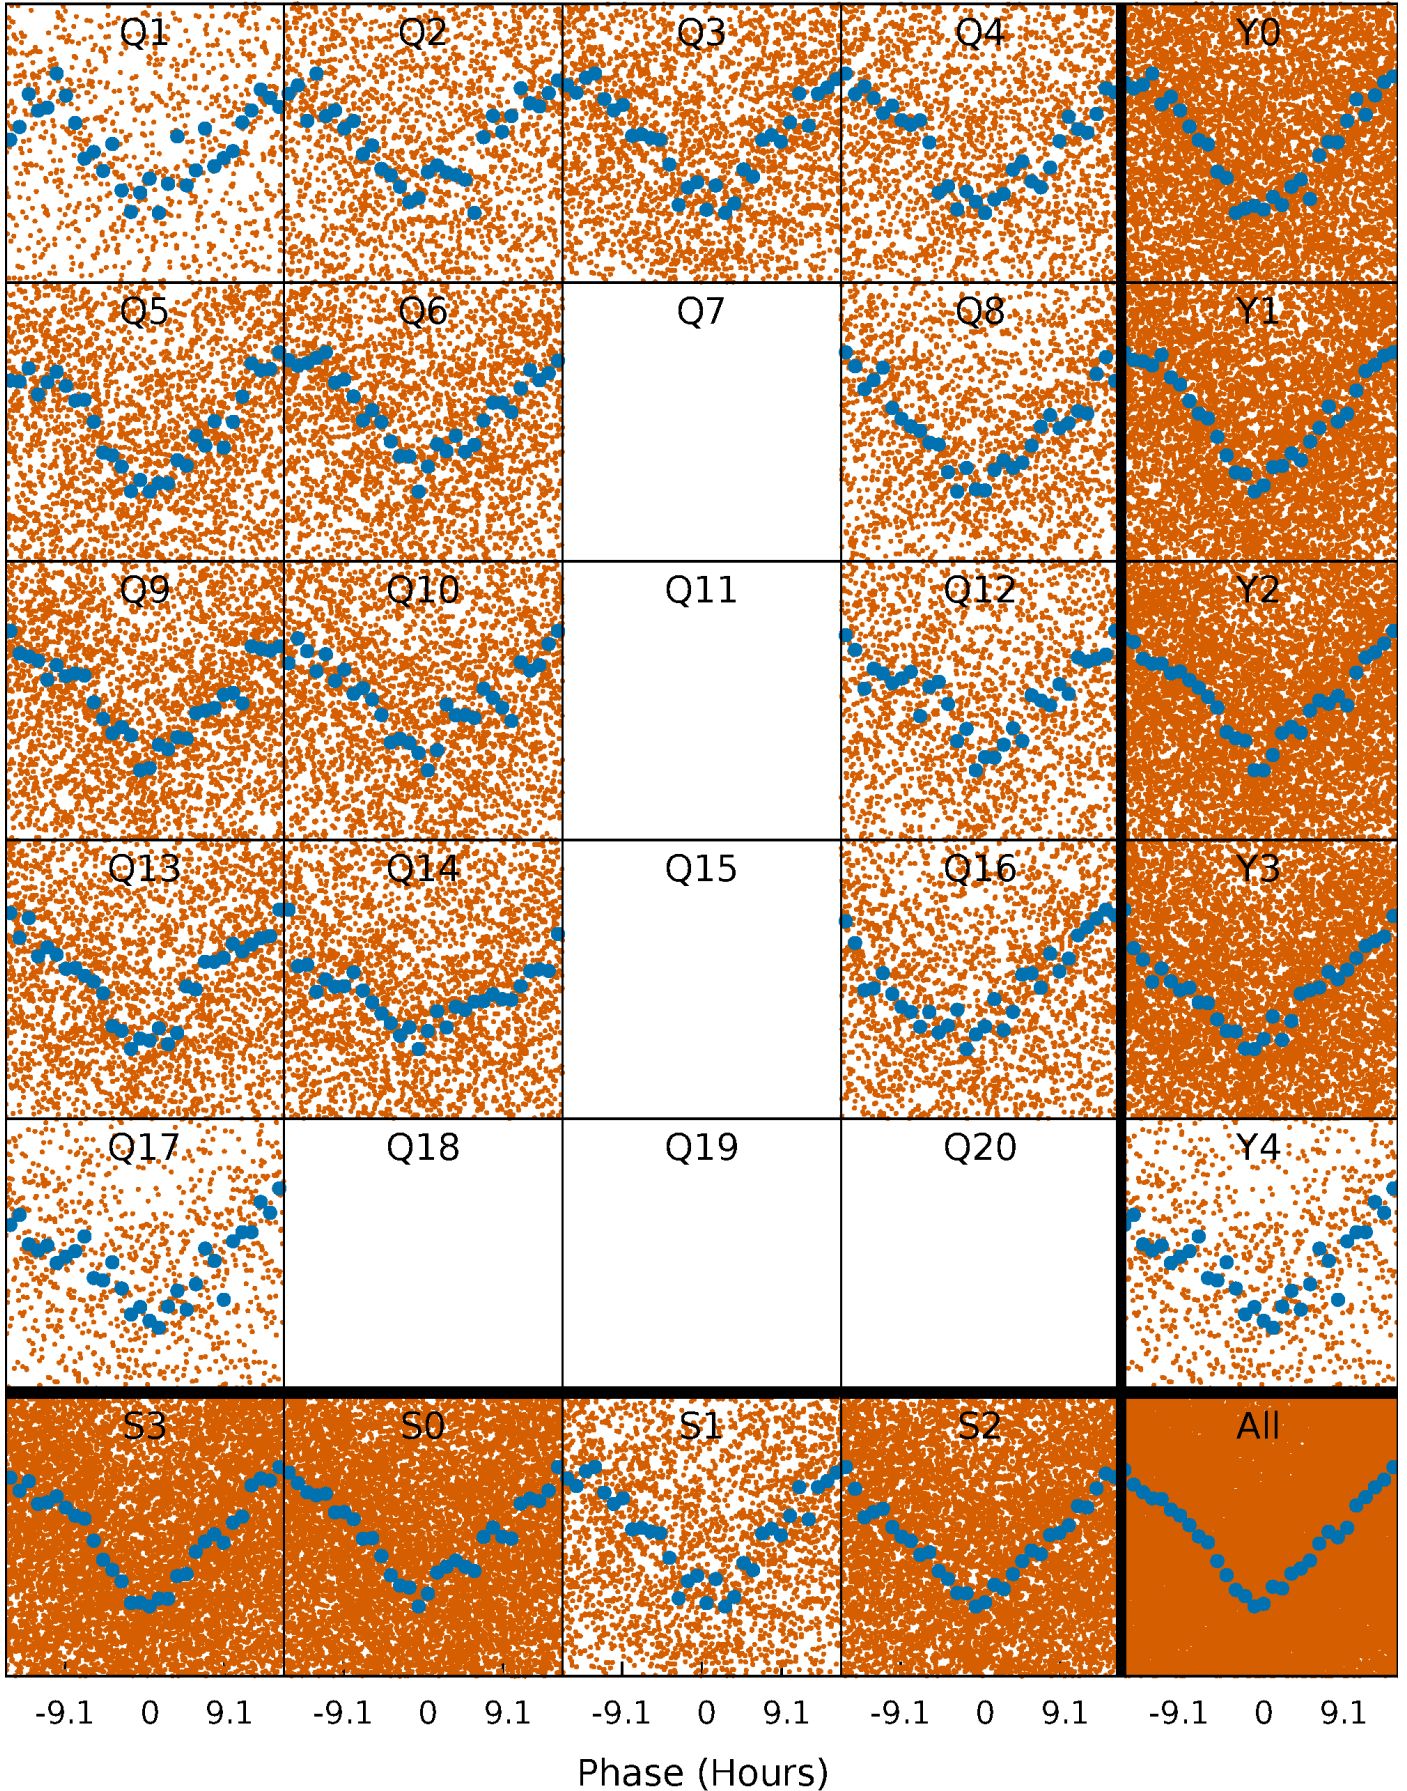 Q1 Q2 Q3 Q4 Y0
Q5 Q6 Q7 Q8 Y1
Q9 Q10 Q11 Q12 Y2
Q13 Q14 Q15 Q16 Y3
Q17 Q18 Q19 Q20 Y4
S3 S0 S1 S2 All
-9.1 0 9.1 -9.1 0 9.1 -9.1 0 9.1 -9.1 0 9.1 -9.1 0 9.1
Phase (Hours)